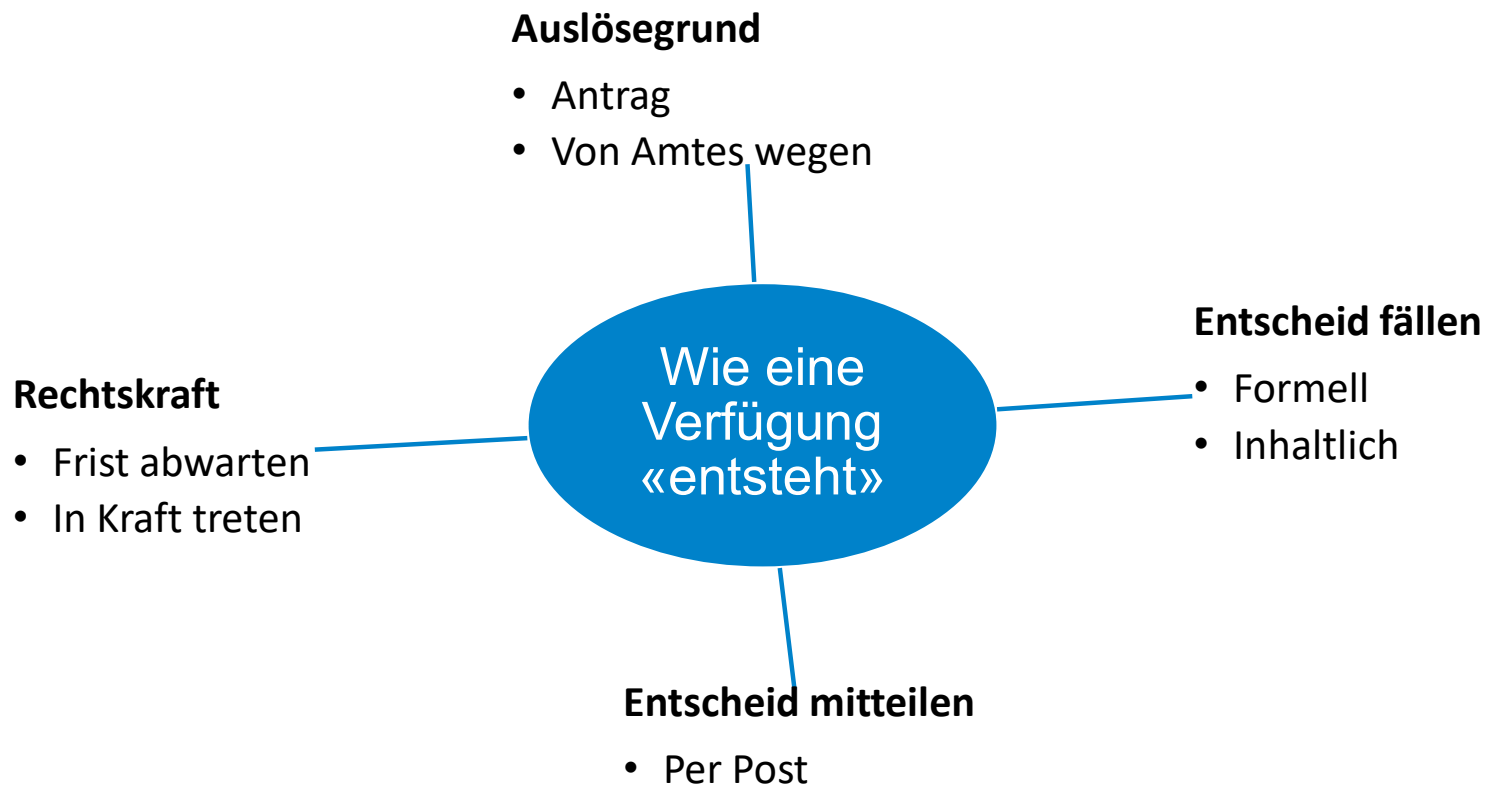 Auslösegrund
• Antrag
• Von Amtes wegen
Wie eine
Verfügung
«entsteht»
Entscheid fällen
• Formell
• Inhaltlich
Entscheid mitteilen
• Per Post
Rechtskraft
• Frist abwarten
• In Kraft treten